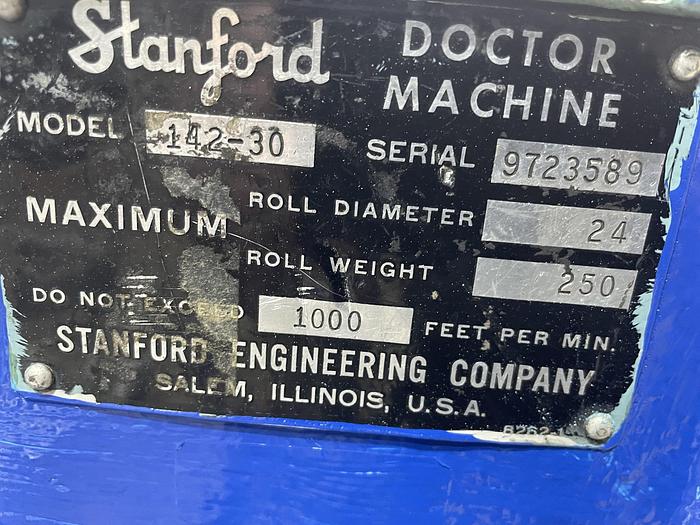 Stanford DOCTOR MACHINE
MODEL 142-30 SERIAL 9723589
MAXIMUM ROLL DIAMETER 24
ROLL WEIGHT 250
DO NOT EXCEED 1000 FEET PER MIN.
STANFORD ENGINEERING COMPANY
SALEM, ILLINOIS, U.S.A.